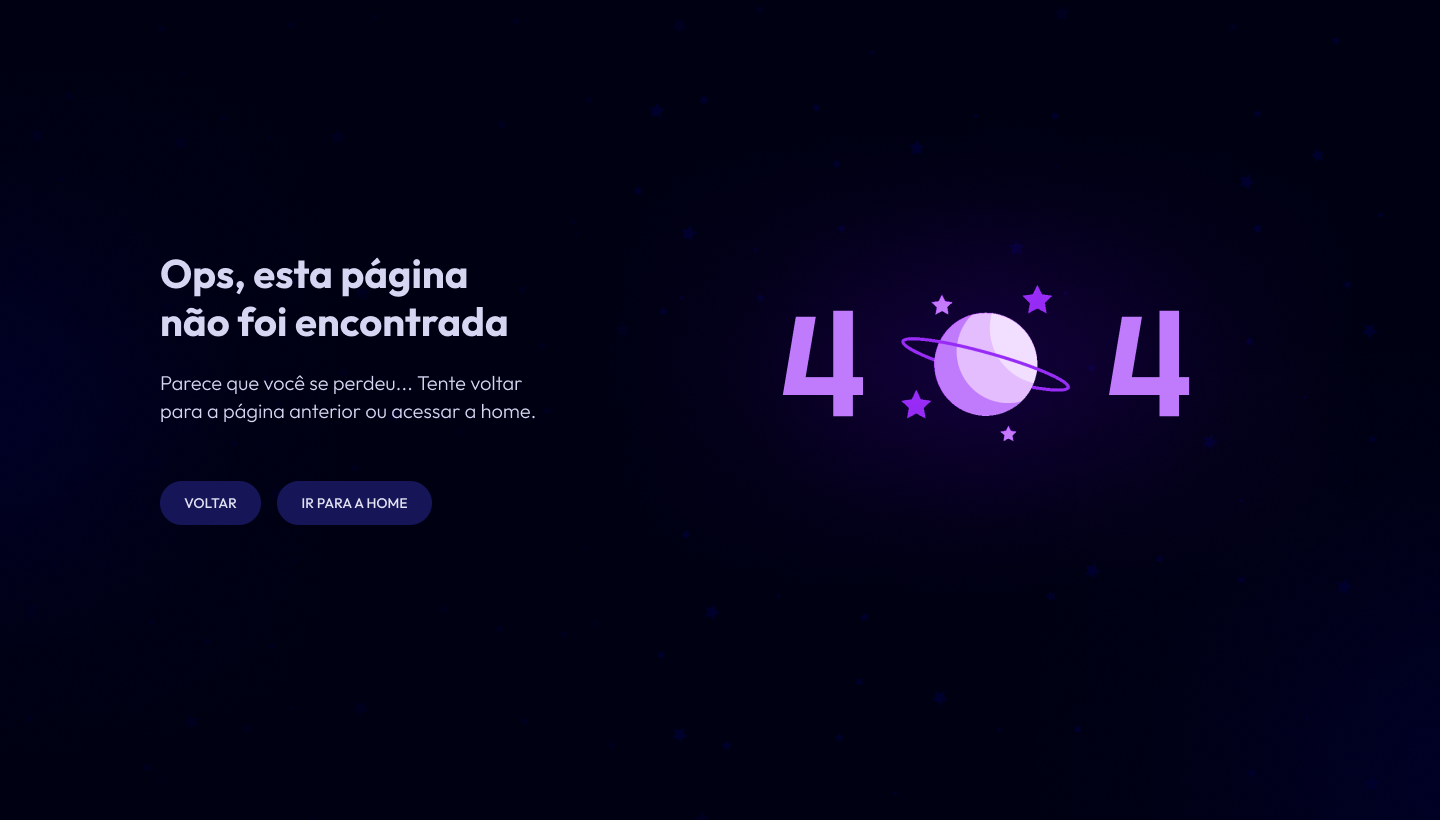 Ops, esta página
não foi encontrada
Parece que você se perdeu... Tente voltar
para a página anterior ou acessar a home.
VOLTAR
IR PARA A HOME
4 4